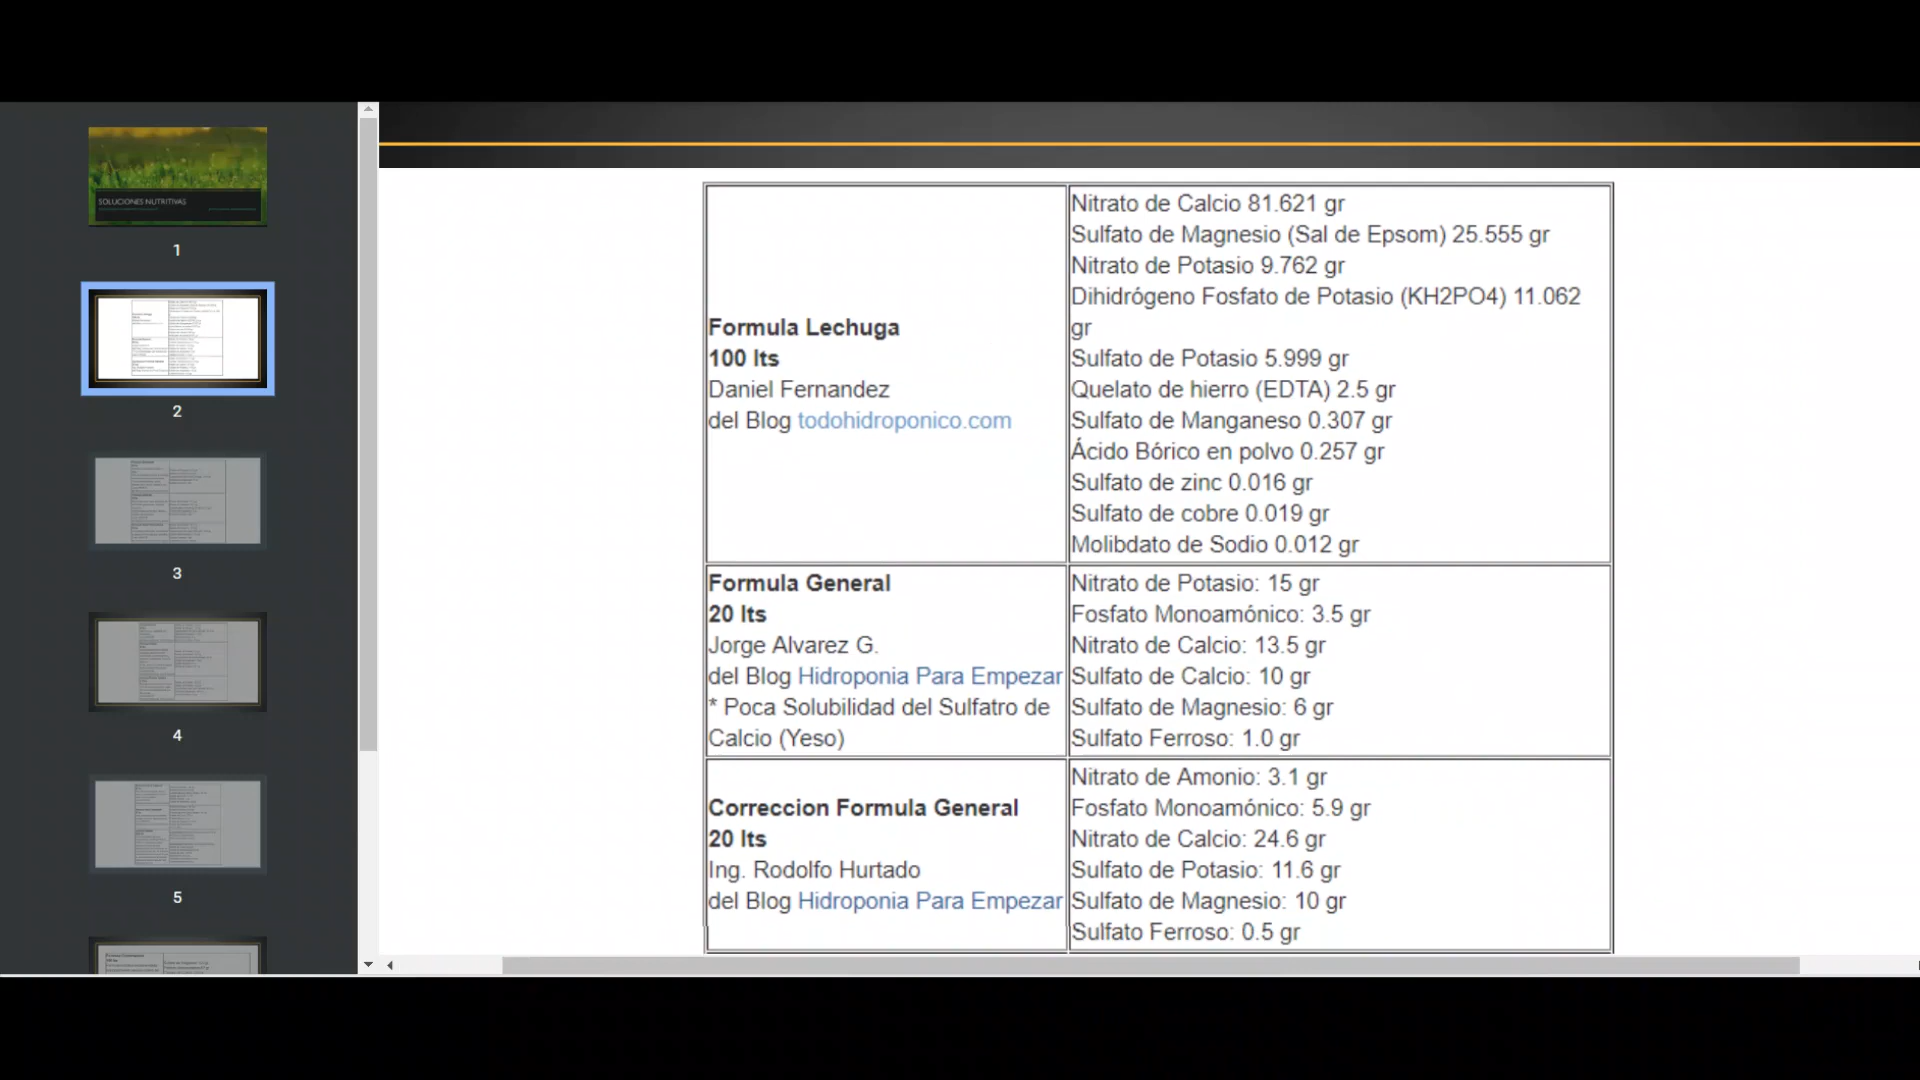 SOLUCIONES NUTRITIVAS
1
2
3
4
5
Formula Lechuga
100 lts
Daniel Fernandez
del Blog todohidroponico.com
Nitrato de Calcio 81.621 gr
Sulfato de Magnesio (Sal de Epsom) 25.555 gr
Nitrato de Potasio 9.762 gr
Dihidrógeno Fosfato de Potasio (KH2PO4) 11.062
gr
Sulfato de Potasio 5.999 gr
Quelato de hierro (EDTA) 2.5 gr
Sulfato de Manganeso 0.307 gr
Ácido Bórico en polvo 0.257 gr
Sulfato de zinc 0.016 gr
Sulfato de cobre 0.019 gr
Molibdato de Sodio 0.012 gr
Formula General
20 lts
Jorge Alvarez G.
del Blog Hidroponia Para Empezar
* Poca Solubilidad del Sulfatro de
Calcio (Yeso)
Nitrato de Potasio: 15 gr
Fosfato Monoamónico: 3.5 gr
Nitrato de Calcio: 13.5 gr
Sulfato de Calcio: 10 gr
Sulfato de Magnesio: 6 gr
Sulfato Ferroso: 1.0 gr
Correccion Formula General
20 lts
Ing. Rodolfo Hurtado
del Blog Hidroponia Para Empezar
Nitrato de Amonio: 3.1 gr
Fosfato Monoamónico: 5.9 gr
Nitrato de Calcio: 24.6 gr
Sulfato de Potasio: 11.6 gr
Sulfato de Magnesio: 10 gr
Sulfato Ferroso: 0.5 gr